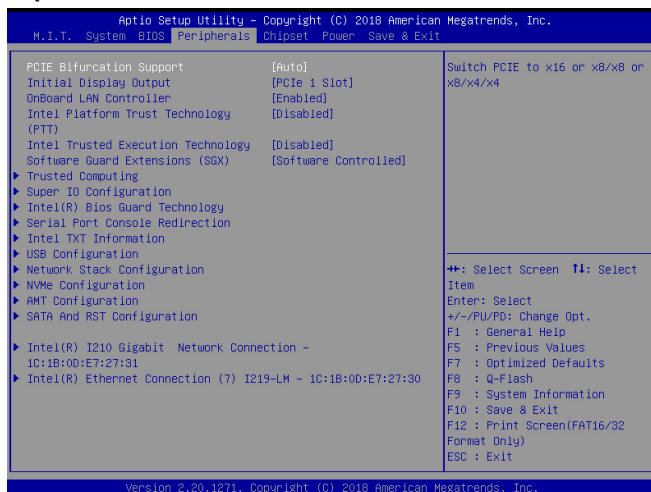 Aptio Setup Utility – Copyright (C) 2018 American Megatrends, Inc.
M.I.T. System BIOS Peripherals Chipset Power Save & Exit
PCIE Bifurcation Support [Auto]
Initial Display Output [PCIe 1 Slot]
OnBoard LAN Controller [Enabled]
Intel Platform Trust Technology [Disabled]
(PTT)
Intel Trusted Execution Technology [Disabled]
Software Guard Extensions (SGX) [Software Controlled]
Trusted Computing
Super IO Configuration
Intel(R) Bios Guard Technology
Serial Port Console Redirection
Intel TXT Information
USB Configuration
Network Stack Configuration
NVMe Configuration
AMT Configuration
SATA And RST Configuration
Intel(R) I210 Gigabit Network Connection –
1C:1B:0D:E7:27:31
Intel(R) Ethernet Connection (7) I219-LM – 1C:1B:0D:E7:27:30
Switch PCIE to x16 or x8/x8 or
x8/x4/x4
→←: Select Screen ↑↓: Select
Item
Enter: Select
+/-/PU/PD: Change Opt.
F1 : General Help
F5 : Previous Values
F7 : Optimized Defaults
F8 : Q-Flash
F9 : System Information
F10 : Save & Exit
F12 : Print Screen(FAT16/32
Format Only)
ESC : Exit
Version 2.20.1271. Copyright (C) 2018 American Megatrends, Inc.